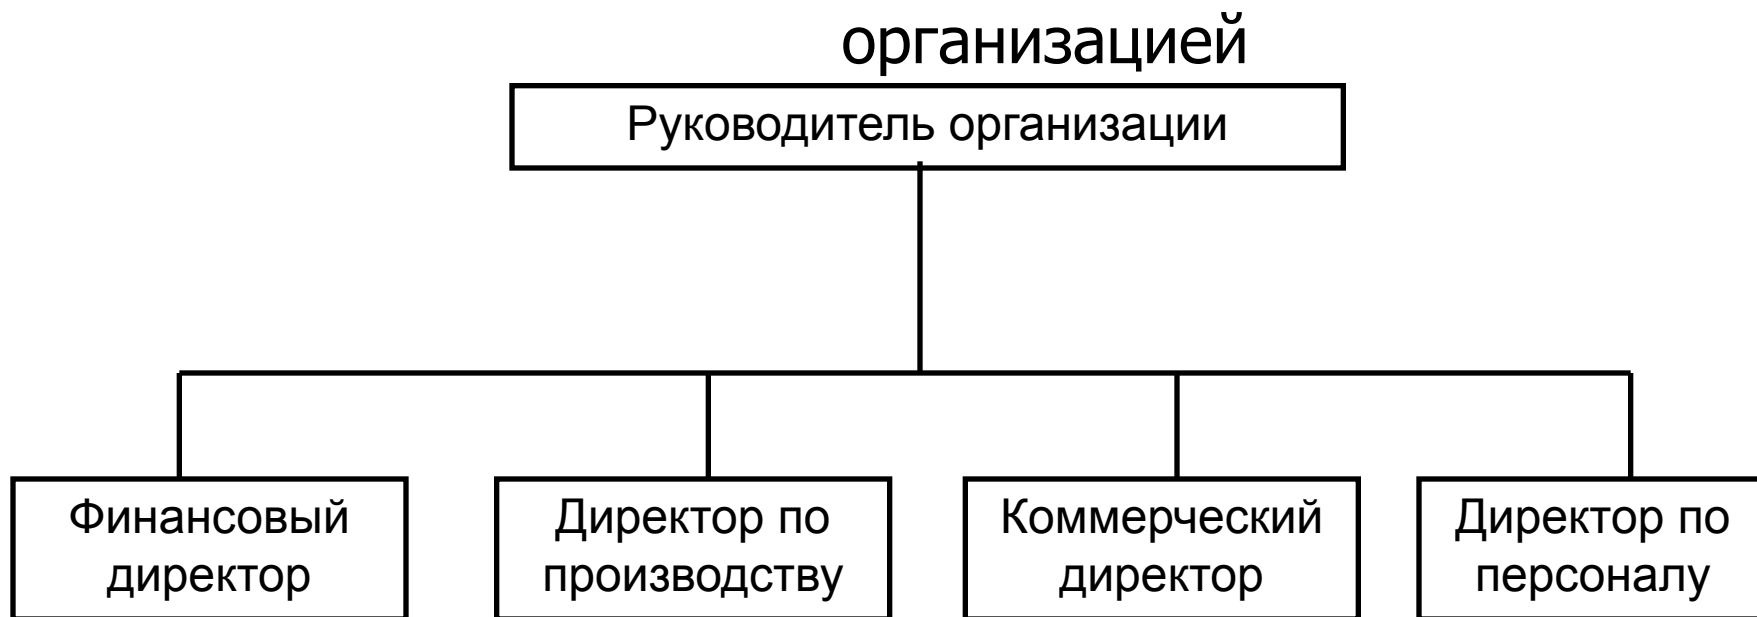 организацией
Руководитель организации
Финансовый
директор
Директор по
производству
Коммерческий
директор
Директор по
персоналу